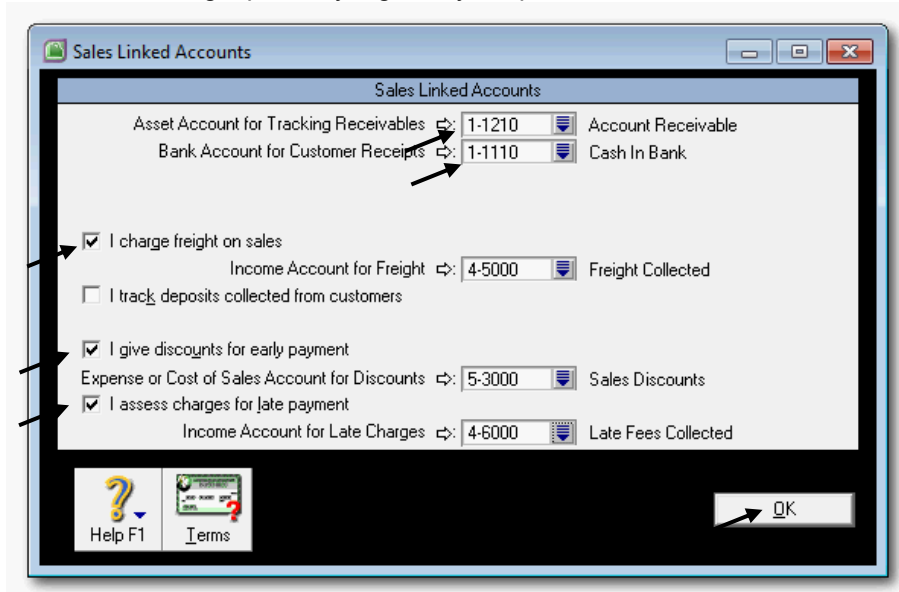 Sales Linked Accounts
Sales Linked Accounts
Asset Account for Tracking Receivables ⇨: 1-1210 Account Receivable
Bank Account for Customer Receipts ⇨: 1-1110 Cash In Bank
I charge freight on sales
Income Account for Freight ⇨: 4-5000 Freight Collected
I track deposits collected from customers
I give discounts for early payment
Expense or Cost of Sales Account for Discounts ⇨: 5-3000 Sales Discounts
I assess charges for late payment
Income Account for Late Charges ⇨: 4-6000 Late Fees Collected
Help F1 Terms
OK